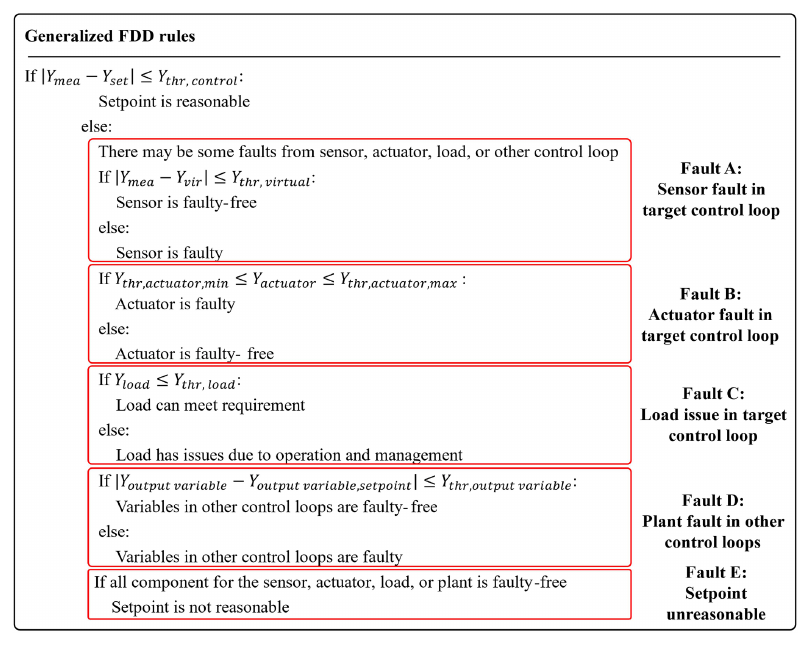 Generalized FDD rules
If |Y_mea − Y_set| ≤ Y_thr,control:
Setpoint is reasonable
else:
There may be some faults from sensor, actuator, load, or other control loop
If |Y_mea − Y_vir| ≤ Y_thr,virtual:
Sensor is faulty-free
else:
Sensor is faulty
Fault A:
Sensor fault in
target control loop
If Y_thr,actuator,min ≤ Y_actuator ≤ Y_thr,actuator,max :
Actuator is faulty
else:
Actuator is faulty- free
Fault B:
Actuator fault in
target control loop
If Y_load ≤ Y_thr,load:
Load can meet requirement
else:
Load has issues due to operation and management
Fault C:
Load issue in target
control loop
If |Y_output variable − Y_output variable,setpoint| ≤ Y_thr,output variable:
Variables in other control loops are faulty-free
else:
Variables in other control loops are faulty
Fault D:
Plant fault in other
control loops
If all component for the sensor, actuator, load, or plant is faulty-free
Setpoint is not reasonable
Fault E:
Setpoint
unreasonable